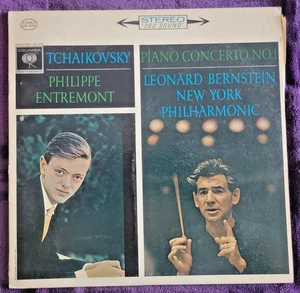 STEREO
"360 SOUND"
COLUMBIA
TCHAIKOVSKY
PIANO CONCERTO NO.1
PHILIPPE
ENTREMONT
LEONARD BERNSTEIN
NEW YORK
PHILHARMONIC